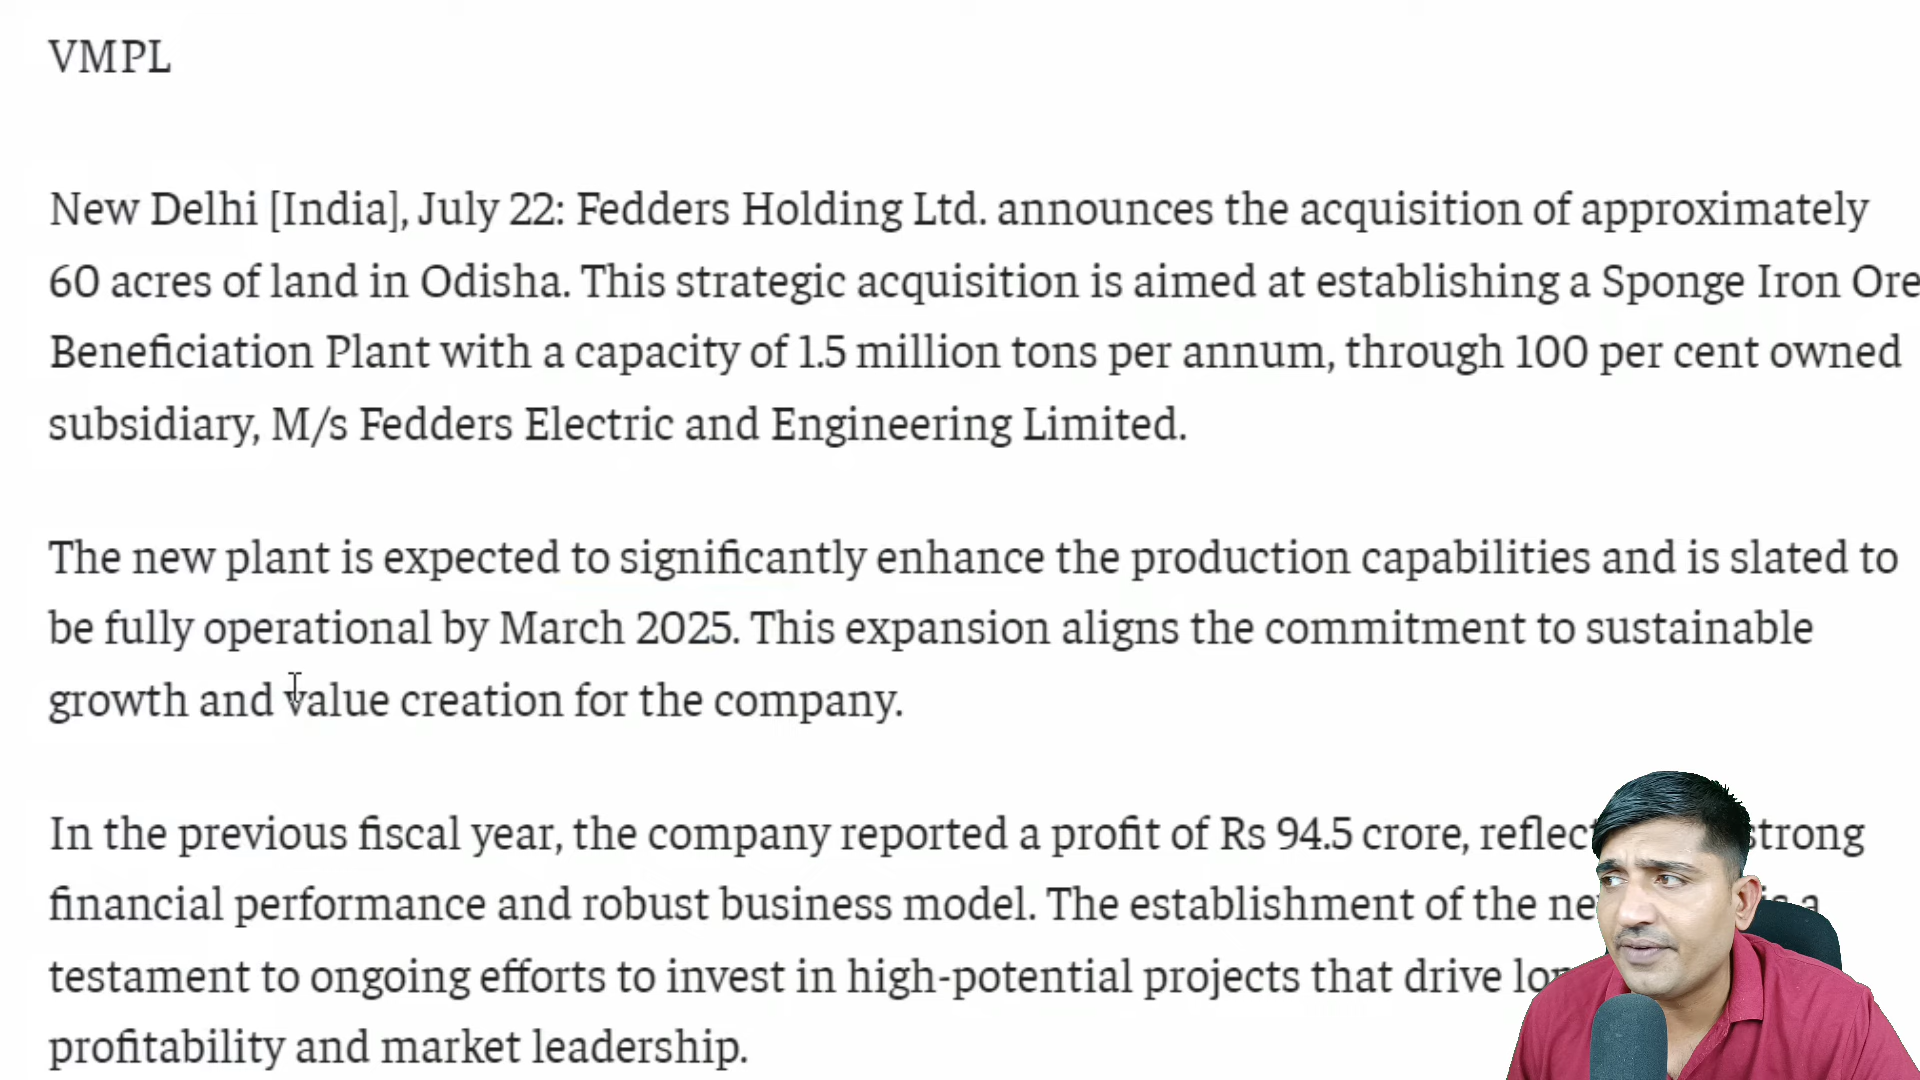 VMPL
New Delhi [India], July 22: Fedders Holding Ltd. announces the acquisition of approximately
60 acres of land in Odisha. This strategic acquisition is aimed at establishing a Sponge Iron Ore
Beneficiation Plant with a capacity of 1.5 million tons per annum, through 100 per cent owned
subsidiary, M/s Fedders Electric and Engineering Limited.
The new plant is expected to significantly enhance the production capabilities and is slated to
be fully operational by March 2025. This expansion aligns the commitment to sustainable
growth and value creation for the company.
In the previous fiscal year, the company reported a profit of Rs 94.5 crore, strong
financial performance and robust business model. The establishment of the a
testament to ongoing efforts to invest in high-potential projects that drive
profitability and market leadership.